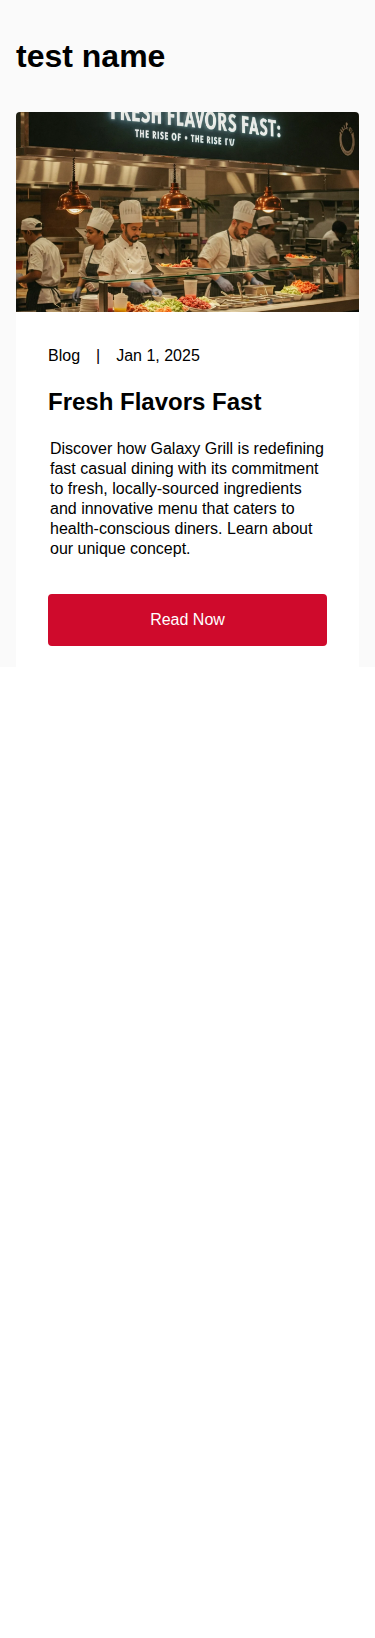 test name
FRESH FLAVORS FAST:
THE RISE OF • THE RISE
Blog | Jan 1, 2025
Fresh Flavors Fast
Discover how Galaxy Grill is redefining
fast casual dining with its commitment
to fresh, locally-sourced ingredients
and innovative menu that caters to
health-conscious diners. Learn about
our unique concept.
Read Now